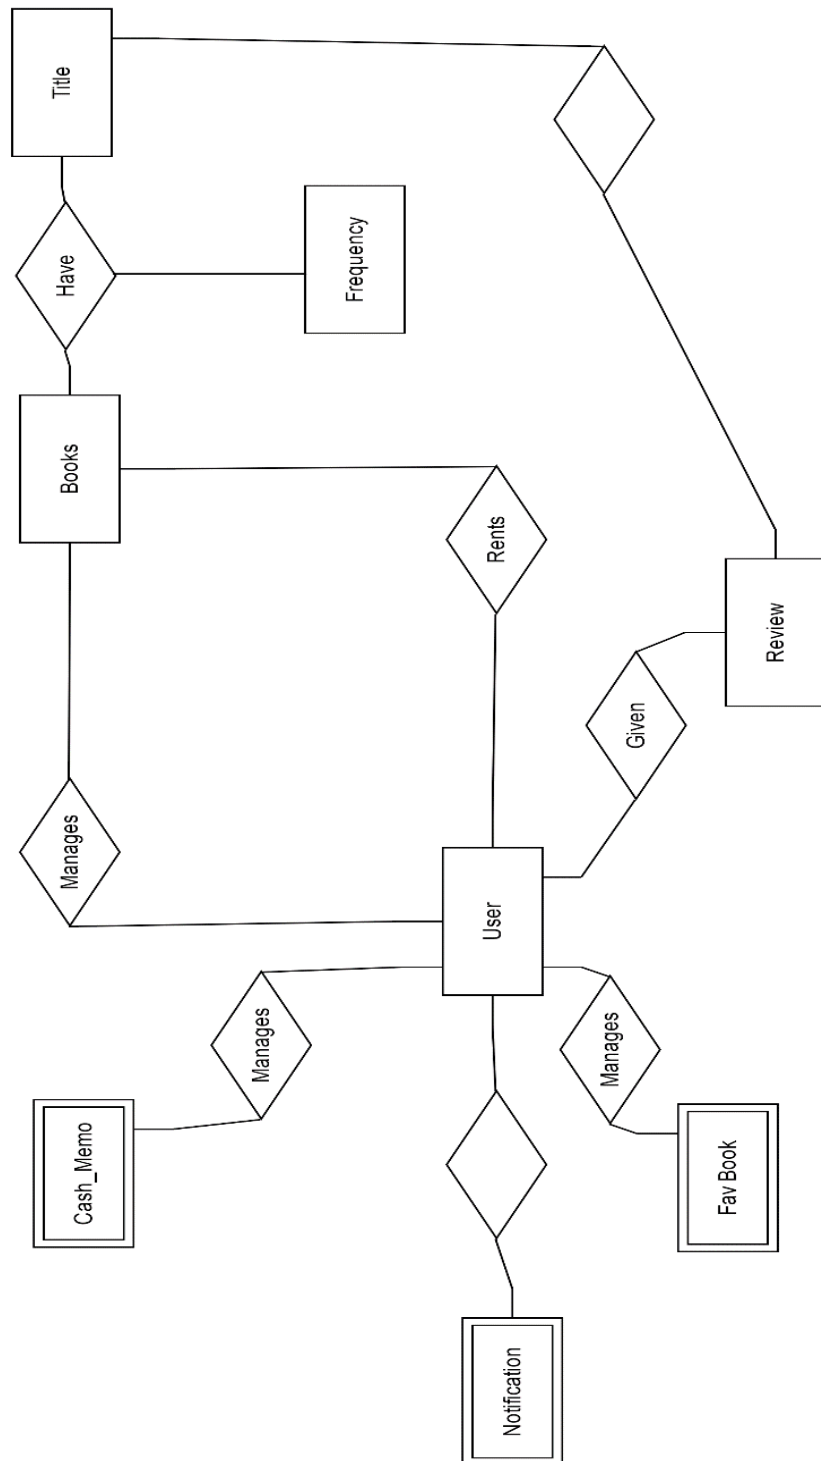 Title
Have
Frequency
Books
Rents
Manages
Review
Given
User
Manages
Manages
Cash_Memo
Fav Book
Notification